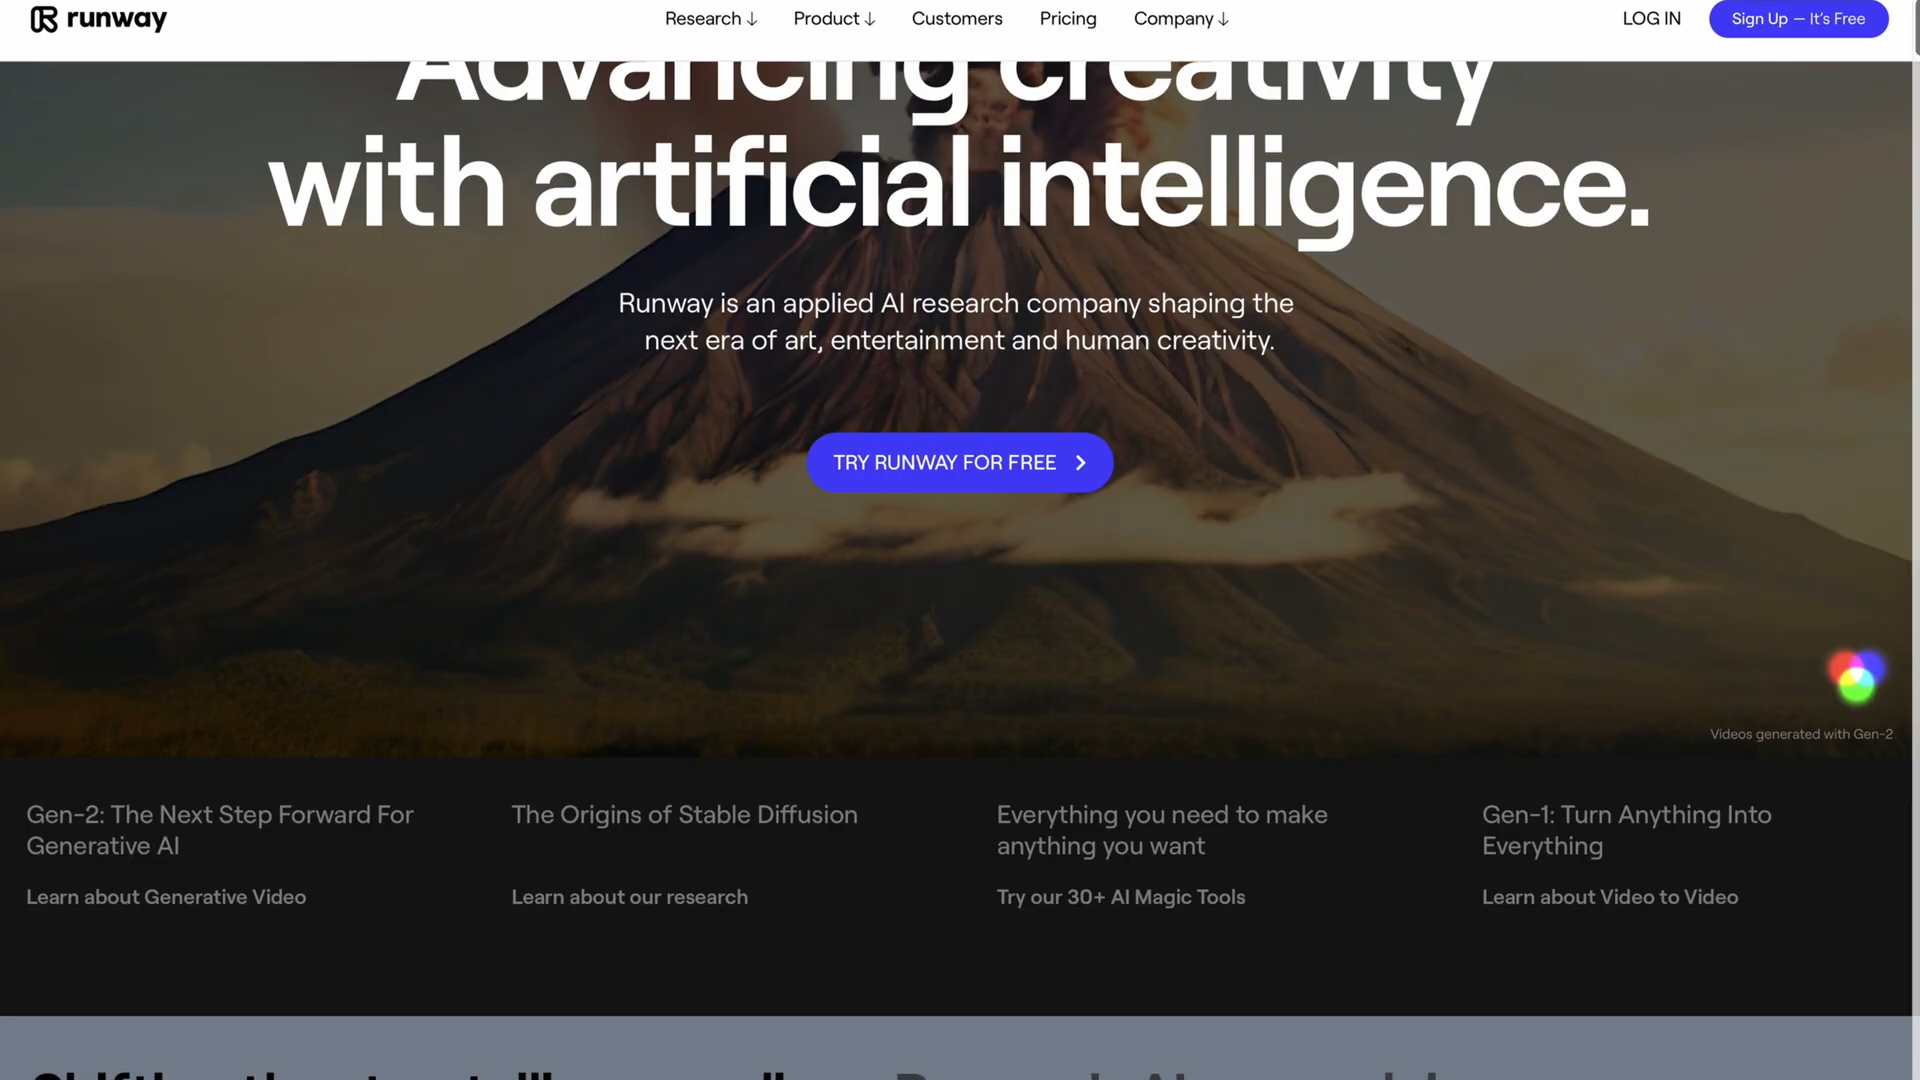 runway
Research ↓
Product ↓
Customers
Pricing
Company ↓
LOG IN
Sign Up — It's Free
Advancing creativity
with artificial intelligence.
Runway is an applied AI research company shaping the
next era of art, entertainment and human creativity.
TRY RUNWAY FOR FREE
Videos generated with Gen-2
Gen-2: The Next Step Forward For
Generative AI
Learn about Generative Video
The Origins of Stable Diffusion
Learn about our research
Everything you need to make
anything you want
Try our 30+ AI Magic Tools
Gen-1: Turn Anything Into
Everything
Learn about Video to Video